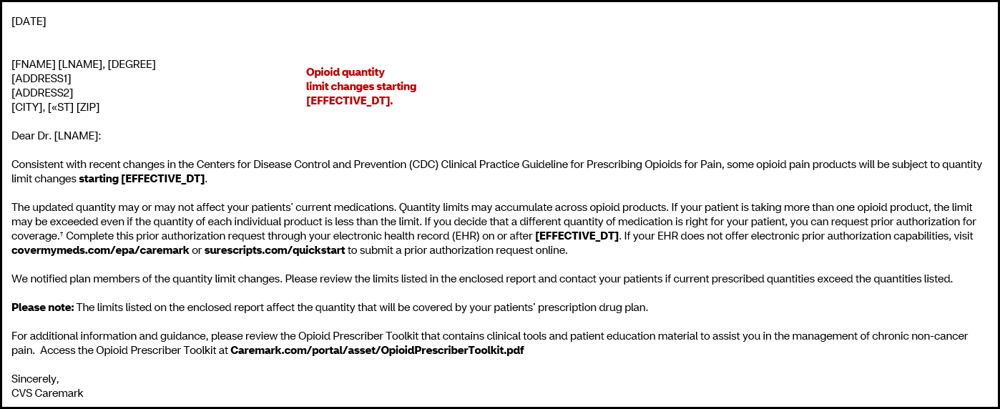 [DATE]
[FNAME] [LNAME], [DEGREE]
[ADDRESS1]
[ADDRESS2]
[CITY], [«ST] [ZIP]
Opioid quantity
limit changes starting
[EFFECTIVE_DT].
Dear Dr. [LNAME]:
Consistent with recent changes in the Centers for Disease Control and Prevention (CDC) Clinical Practice Guideline for Prescribing Opioids for Pain, some opioid pain products will be subject to quantity
limit changes starting [EFFECTIVE_DT].
The updated quantity may or may not affect your patients’ current medications. Quantity limits may accumulate across opioid products. If your patient is taking more than one opioid product, the limit
may be exceeded even if the quantity of each individual product is less than the limit. If you decide that a different quantity of medication is right for your patient, you can request prior authorization for
coverage.† Complete this prior authorization request through your electronic health record (EHR) on or after [EFFECTIVE_DT]. If your EHR does not offer electronic prior authorization capabilities, visit
covermymeds.com/epa/caremark or surescripts.com/quickstart to submit a prior authorization request online.
We notified plan members of the quantity limit changes. Please review the limits listed in the enclosed report and contact your patients if current prescribed quantities exceed the quantities listed.
Please note: The limits listed on the enclosed report affect the quantity that will be covered by your patients’ prescription drug plan.
For additional information and guidance, please review the Opioid Prescriber Toolkit that contains clinical tools and patient education material to assist you in the management of chronic non-cancer
pain.  Access the Opioid Prescriber Toolkit at Caremark.com/portal/asset/OpioidPrescriberToolkit.pdf
Sincerely,
CVS Caremark